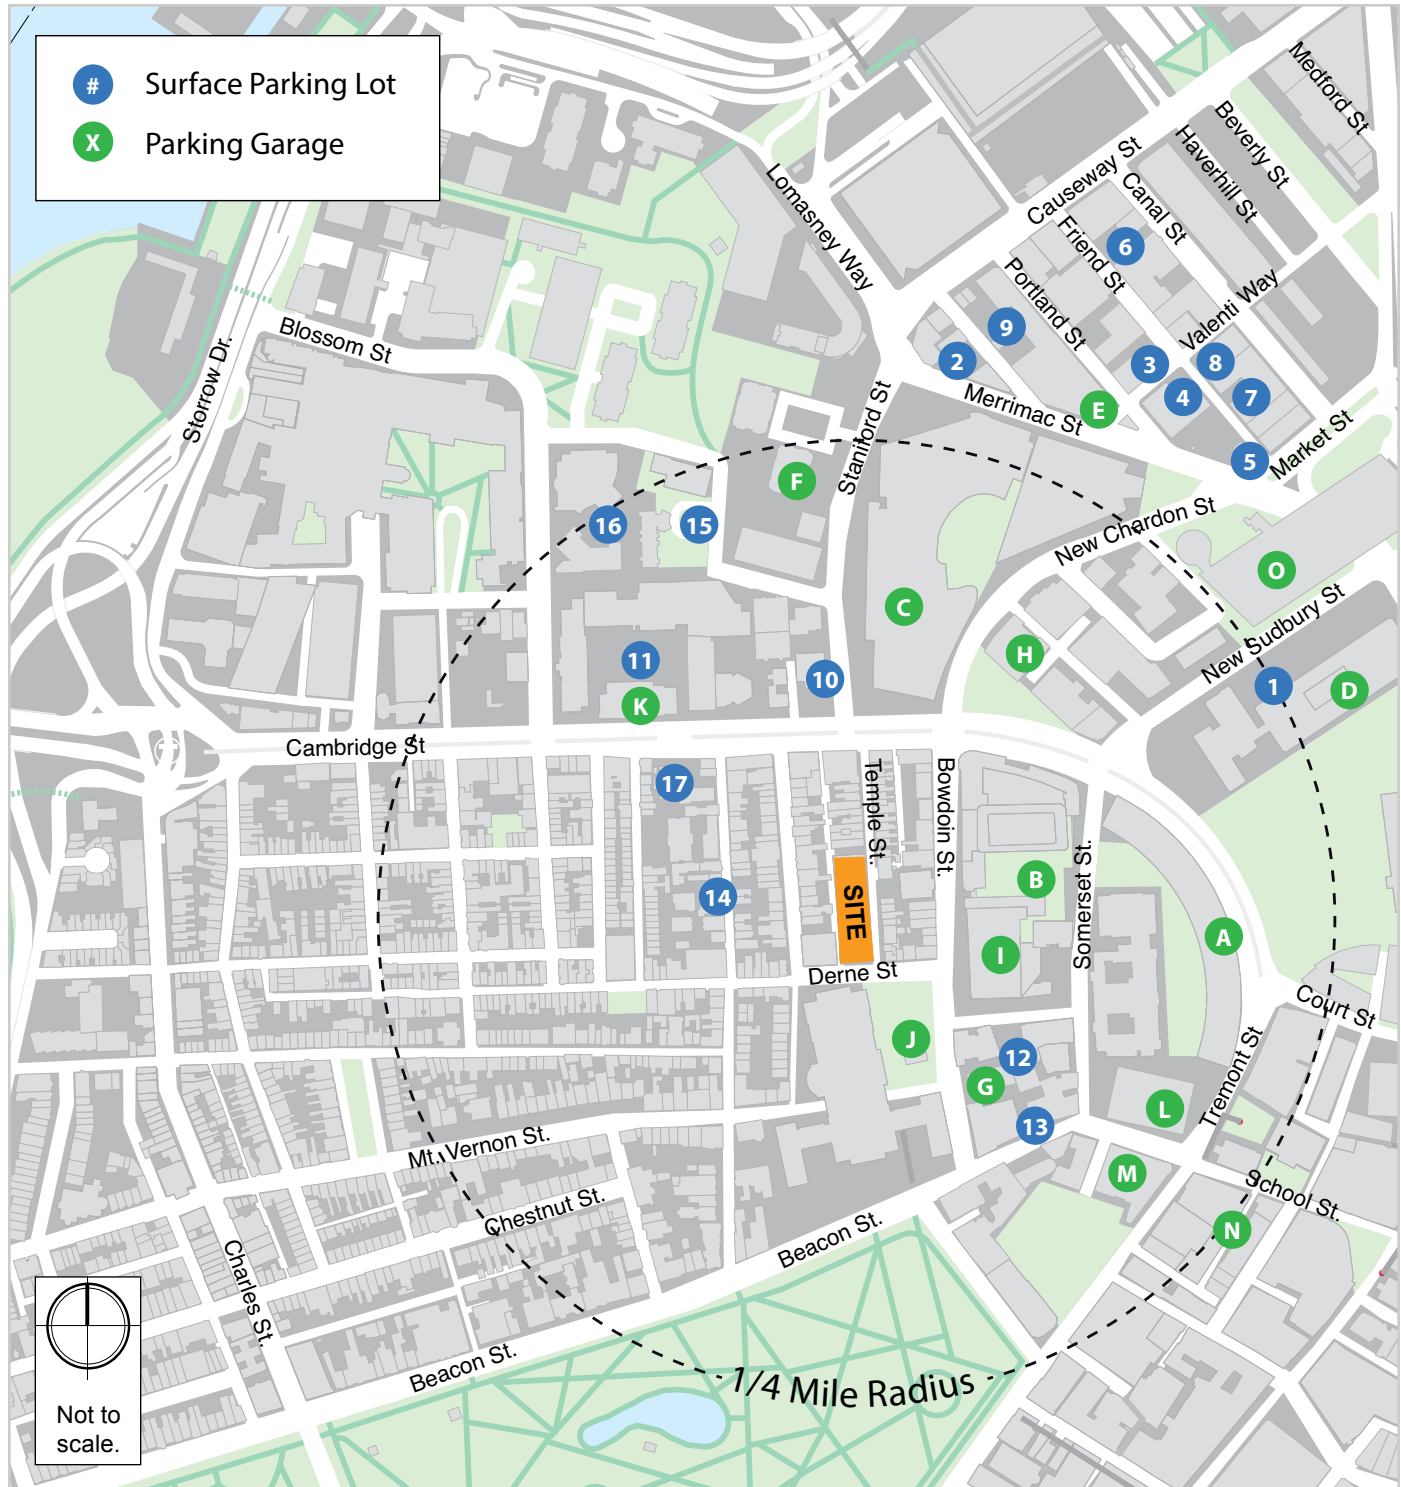 # Surface Parking Lot
X Parking Garage
Medford St
Beverly St
Haverhill St
Causeway St
Canal St
Lomasney Way
Friend St
6
Portland St
Valenti Way
9
Blossom St
Storrow Dr.
2
3
8
4
7
Merrimac St
E
Staniford St
Market St
5
F
16
15
New Chardon St
O
C
New Sudbury St
H
11
10
1
D
K
Cambridge St
17
Temple St.
Bowdoin St.
Somerset St.
B
14
SITE
A
I
Derne St
Court St
J
12
G
Tremont St
L
13
Mt. Vernon St.
M
School St.
Chestnut St.
N
Beacon St.
Charles St.
Beacon St.
1/4 Mile Radius
Not to
scale.